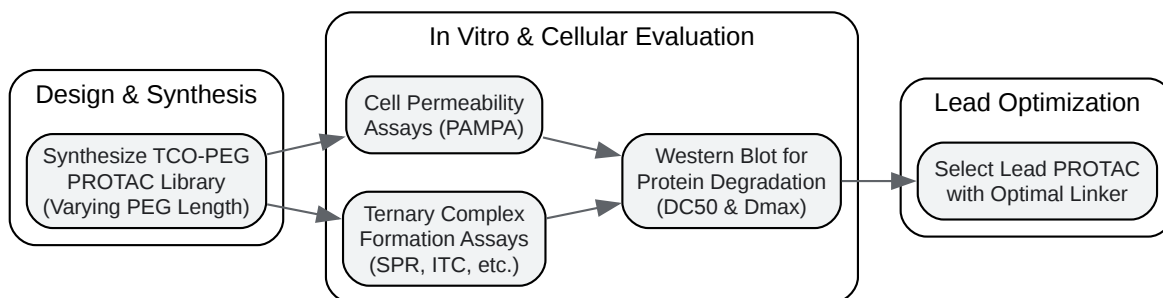 Design & Synthesis
Synthesize TCO-PEG
PROTAC Library
(Varying PEG Length)
In Vitro & Cellular Evaluation
Cell Permeability
Assays (PAMPA)
Ternary Complex
Formation Assays
(SPR, ITC, etc.)
Western Blot for
Protein Degradation
(DC50 & Dmax)
Lead Optimization
Select Lead PROTAC
with Optimal Linker